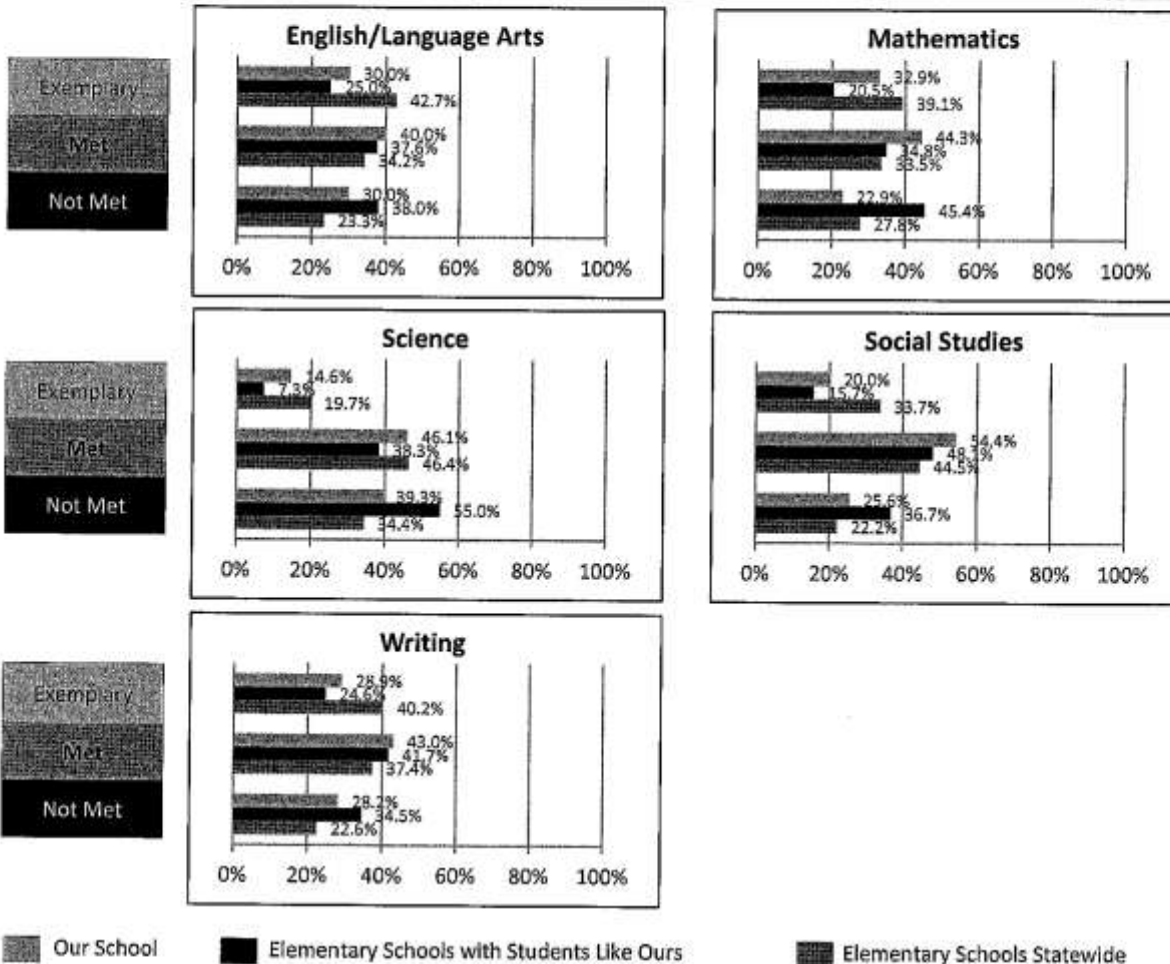 English/Language Arts
Exemplary
Met
Not Met
30.0%
25.0%
42.7%
40.0%
37.6%
34.2%
30.0%
38.0%
23.3%
0% 20% 40% 60% 80% 100%
Mathematics
32.9%
20.5%
39.1%
44.3%
34.8%
33.5%
22.9%
45.4%
27.8%
0% 20% 40% 60% 80% 100%
Science
Exemplary
Met
Not Met
14.6%
7.3%
19.7%
46.1%
38.3%
46.4%
39.3%
55.0%
34.4%
0% 20% 40% 60% 80% 100%
Social Studies
20.0%
15.7%
33.7%
54.4%
48.1%
44.5%
25.6%
36.7%
22.2%
0% 20% 40% 60% 80% 100%
Writing
Exemplary
Met
Not Met
28.9%
24.6%
40.2%
43.0%
41.7%
37.4%
28.2%
34.5%
22.6%
0% 20% 40% 60% 80% 100%
Our School
Elementary Schools with Students Like Ours
Elementary Schools Statewide